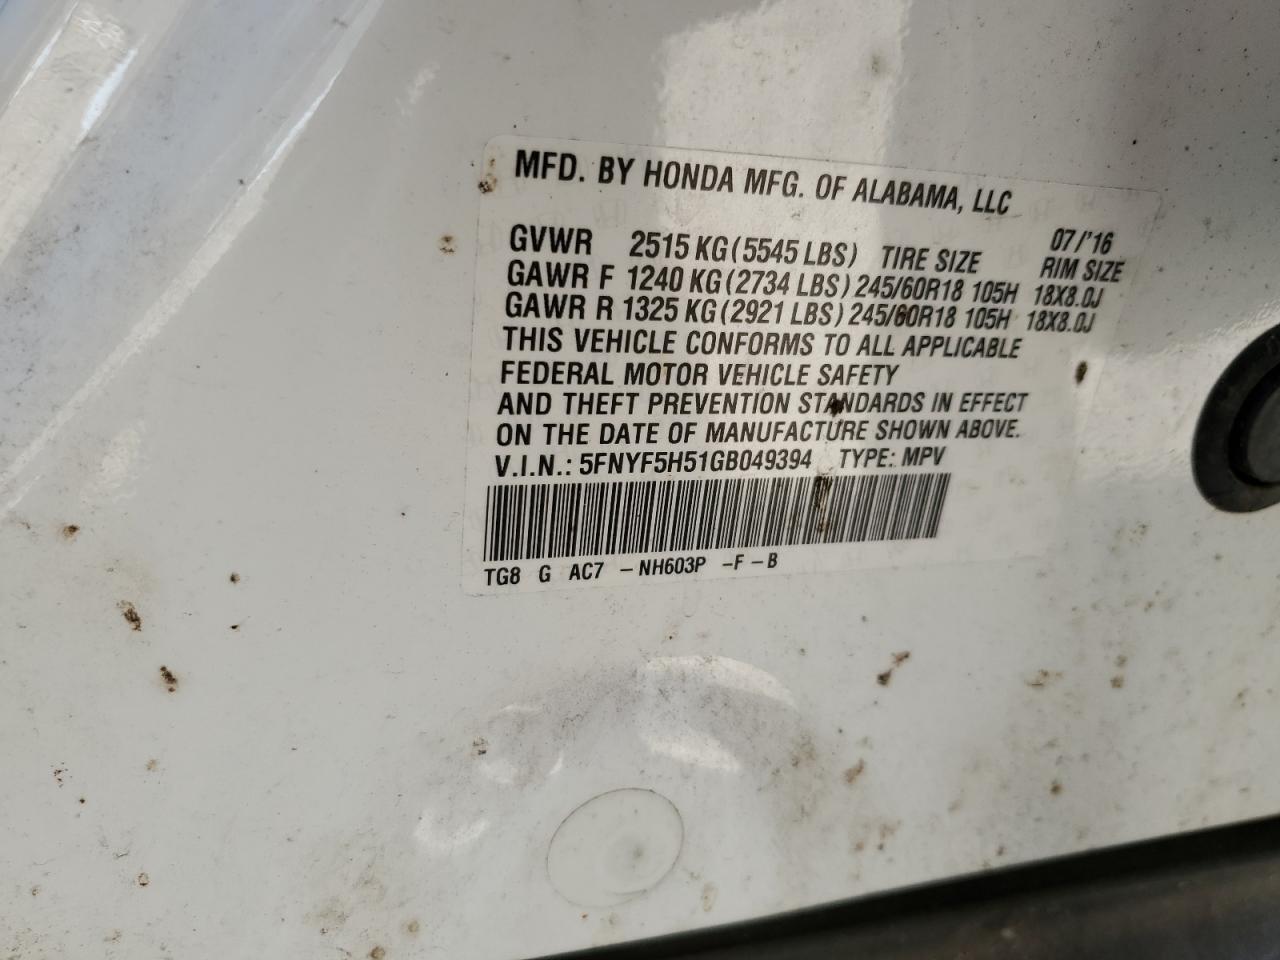 MFD. BY HONDA MFG. OF ALABAMA, LLC
07/'16
GVWR 2515 KG (5545 LBS) TIRE SIZE RIM SIZE
GAWR F 1240 KG (2734 LBS) 245/60R18 105H 18X8.0J
GAWR R 1325 KG (2921 LBS) 245/60R18 105H 18X8.0J
THIS VEHICLE CONFORMS TO ALL APPLICABLE
FEDERAL MOTOR VEHICLE SAFETY
AND THEFT PREVENTION STANDARDS IN EFFECT
ON THE DATE OF MANUFACTURE SHOWN ABOVE.
V.I.N.: 5FNYF5H51GB049394 TYPE: MPV
TG8 G AC7 -NH603P -F -B